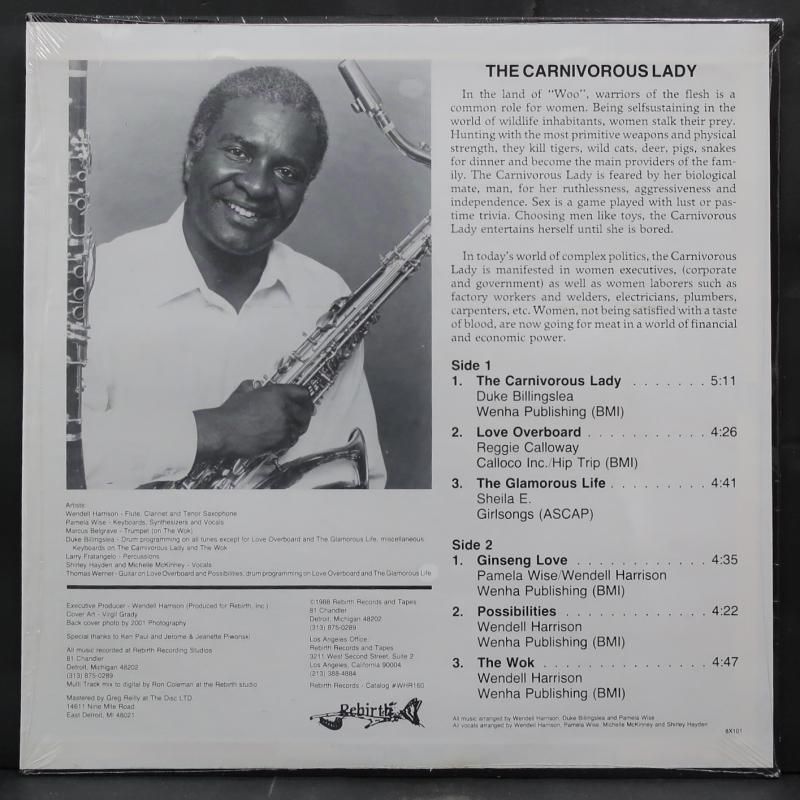 THE CARNIVOROUS LADY
In the land of "Woo", warriors of the flesh is a
common role for women. Being selfsustaining in the
world of wildlife inhabitants, women stalk their prey.
Hunting with the most primitive weapons and physical
strength, they kill tigers, wild cats, deer, pigs, snakes
for dinner and become the main providers of the fam-
ily. The Carnivorous Lady is feared by her biological
mate, man, for her ruthlessness, aggressiveness and
independence. Sex is a game played with lust or pas-
time trivia. Choosing men like toys, the Carnivorous
Lady entertains herself until she is bored.
In today's world of complex politics, the Carnivorous
Lady is manifested in women executives, (corporate
and government) as well as women laborers such as
factory workers and welders, electricians, plumbers,
carpenters, etc. Women, not being satisfied with a taste
of blood, are now going for meat in a world of financial
and economic power.
Side 1
1. The Carnivorous Lady . . . . . . . 5:11
Duke Billingslea
Wenha Publishing (BMI)
2. Love Overboard . . . . . . . . . . . 4:26
Reggie Calloway
Calloco Inc./Hip Trip (BMI)
3. The Glamorous Life . . . . . . . . . 4:41
Sheila E.
Girlsongs (ASCAP)
Side 2
1. Ginseng Love . . . . . . . . . . . . 4:35
Pamela Wise/Wendell Harrison
Wenha Publishing (BMI)
2. Possibilities . . . . . . . . . . . . . 4:22
Wendell Harrison
Wenha Publishing (BMI)
3. The Wok . . . . . . . . . . . . . . . 4:47
Wendell Harrison
Wenha Publishing (BMI)
All music arranged by Wendell Harrison, Duke Billingslea and Pamela Wise
All vocals arranged by Wendell Harrison, Pamela Wise, Michelle McKinney and Shirley Hayden
8X101
Artists:
Wendell Harrison - Flute, Clarinet and Tenor Saxophone
Pamela Wise - Keyboards, Synthesizers and Vocals
Marcus Belgrave - Trumpet (on The Wok)
Duke Billingslea - Drum programming on all tunes except for Love Overboard and The Glamorous Life, miscellaneous
Keyboards on The Carnivorous Lady and The Wok
Larry Fratangelo - Percussions
Shirley Hayden and Michelle McKinney - Vocals
Thomas Werner - Guitar on Love Overboard and Possibilities, drum programming on Love Overboard and The Glamorous Life
Executive Producer - Wendell Harrison (Produced for Rebirth, Inc.)
Cover Art - Virgil Grady
Back cover photo by 2001 Photography
Special thanks to Ken Paul and Jerome & Jeanette Piwonski
All music recorded at Rebirth Recording Studios
81 Chandler
Detroit, Michigan 48202
(313) 875-0289
Multi Track mix to digital by Ron Coleman at the Rebirth studio
Mastered by Greg Reilly at The Disc LTD.
14611 Nine Mile Road
East Detroit, MI 48021
©1988 Rebirth Records and Tapes
81 Chandler
Detroit, Michigan 48202
(313) 875-0289
Los Angeles Office:
Rebirth Records and Tapes
3211 West Second Street, Suite 2
Los Angeles, California 90004
(213) 388-4884
Rebirth Records - Catalog #WHR160
Rebirth